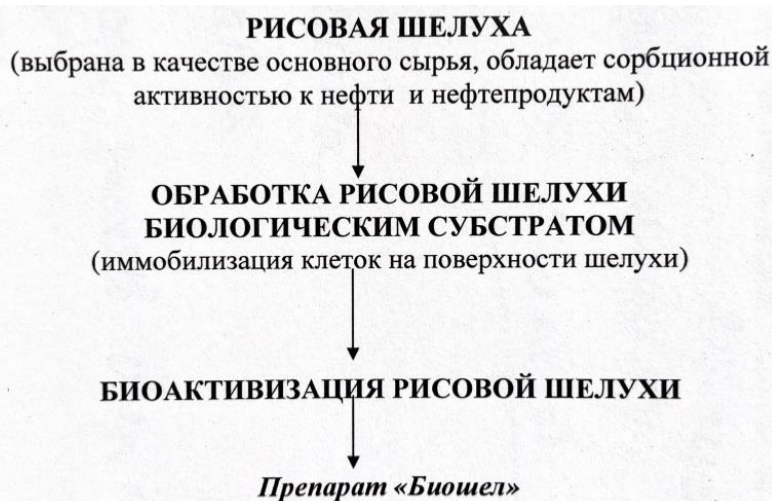 РИСОВАЯ ШЕЛУХА
(выбрана в качестве основного сырья, обладает сорбционной
активностью к нефти и нефтепродуктам)
ОБРАБОТКА РИСОВОЙ ШЕЛУХИ
БИОЛОГИЧЕСКИМ СУБСТРАТОМ
(иммобилизация клеток на поверхности шелухи)
БИОАКТИВИЗАЦИЯ РИСОВОЙ ШЕЛУХИ
Препарат «Биошел»